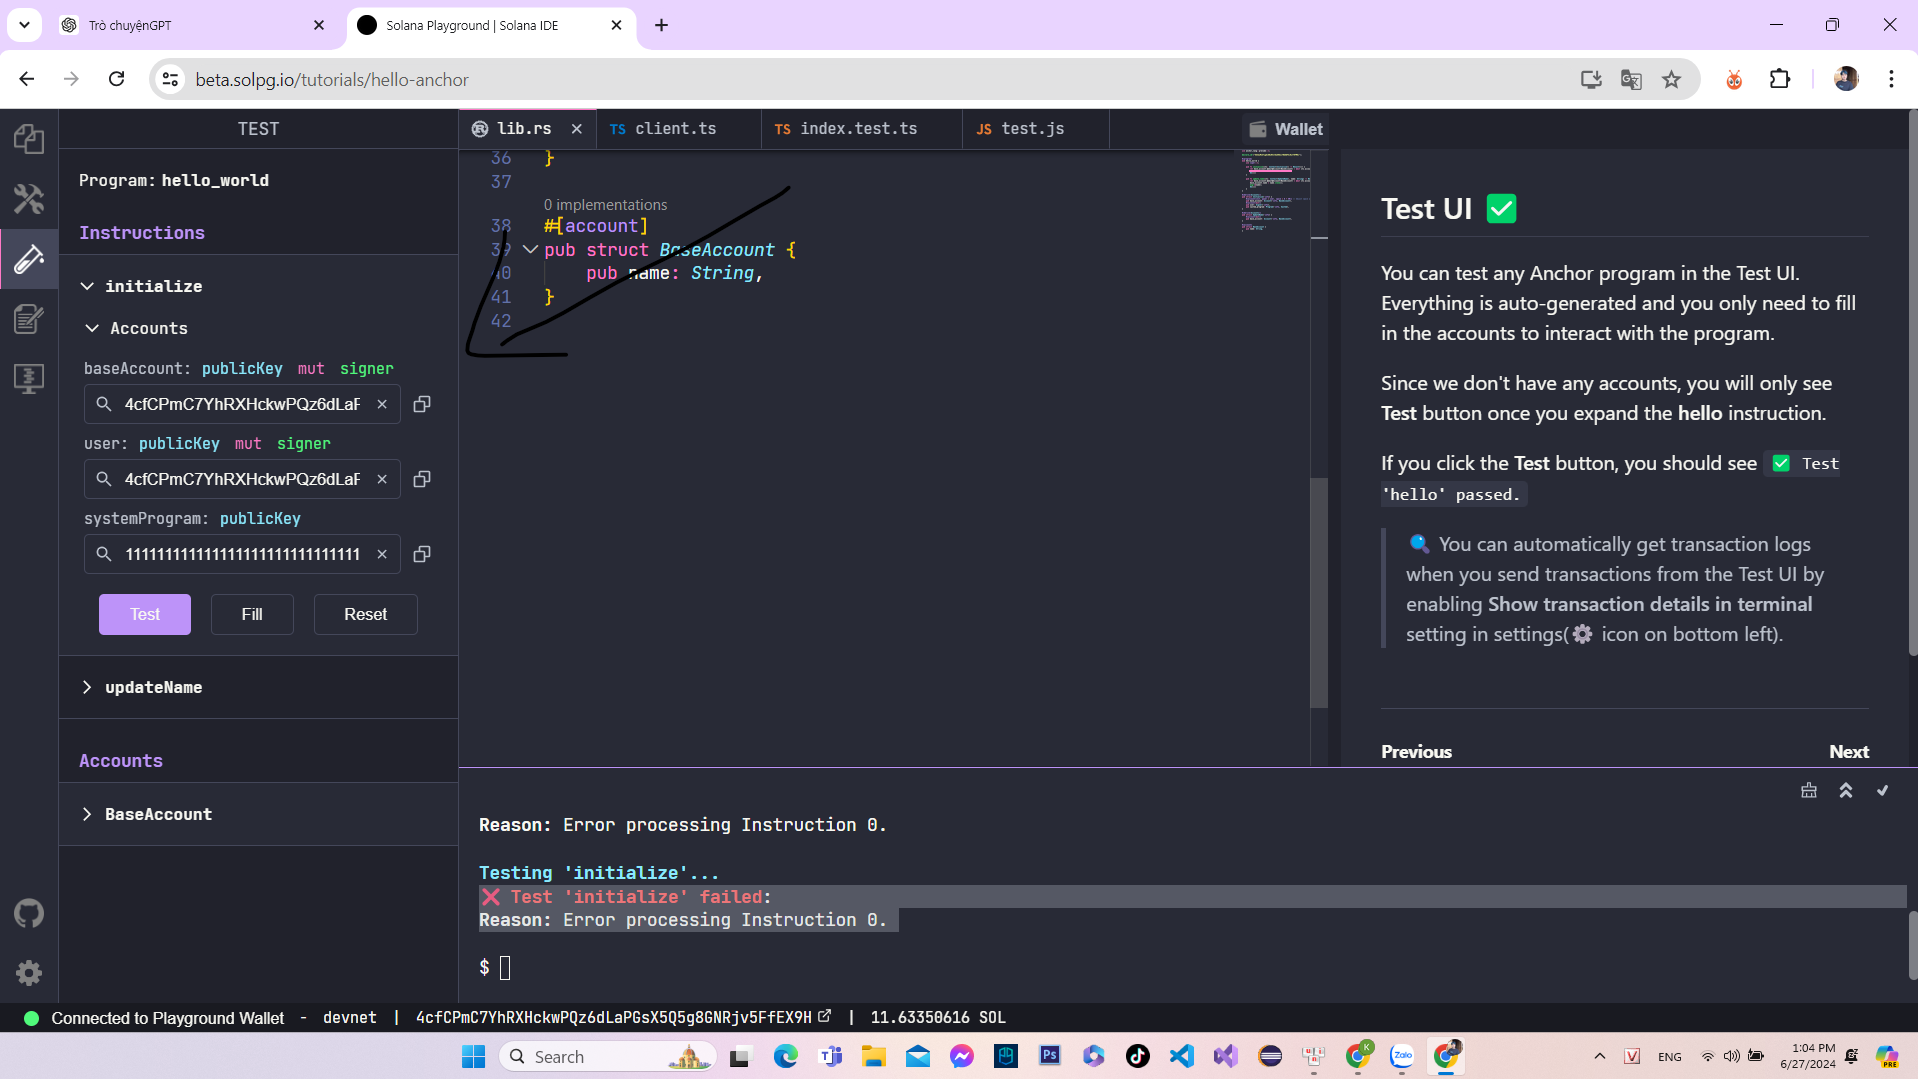 Trò chuyệnGPT
Solana Playground | Solana IDE
beta.solpg.io/tutorials/hello-anchor
TEST
Program: hello_world
Instructions
initialize
Accounts
baseAccount: publicKey mut signer
4cfCPmC7YhRXHckwPQz6dLaP
user: publicKey mut signer
4cfCPmC7YhRXHckwPQz6dLaP
systemProgram: publicKey
Test
Fill
Reset
updateName
Accounts
BaseAccount
lib.rs
TS client.ts
TS index.test.ts
JS test.js
Wallet
36 }
37
0 implementations
38 #[account]
39 pub struct BaseAccount {
40 pub name: String,
41 }
42
Test UI ✅
You can test any Anchor program in the Test UI.
Everything is auto-generated and you only need to fill
in the accounts to interact with the program.
Since we don't have any accounts, you will only see
Test button once you expand the hello instruction.
If you click the Test button, you should see ✅ Test
'hello' passed.
🔍 You can automatically get transaction logs
when you send transactions from the Test UI by
enabling Show transaction details in terminal
setting in settings(⚙ icon on bottom left).
Previous
Next
Reason: Error processing Instruction 0.
Testing 'initialize'...
❌ Test 'initialize' failed:
Reason: Error processing Instruction 0.
$
Connected to Playground Wallet - devnet | 4cfCPmC7YhRXHckwPQz6dLaPGsX5Q5g8GNRjv5FfEX9H | 11.63350616 SOL
Search
Ps
K
Zalo
V
ENG
1:04 PM
6/27/2024
PRE